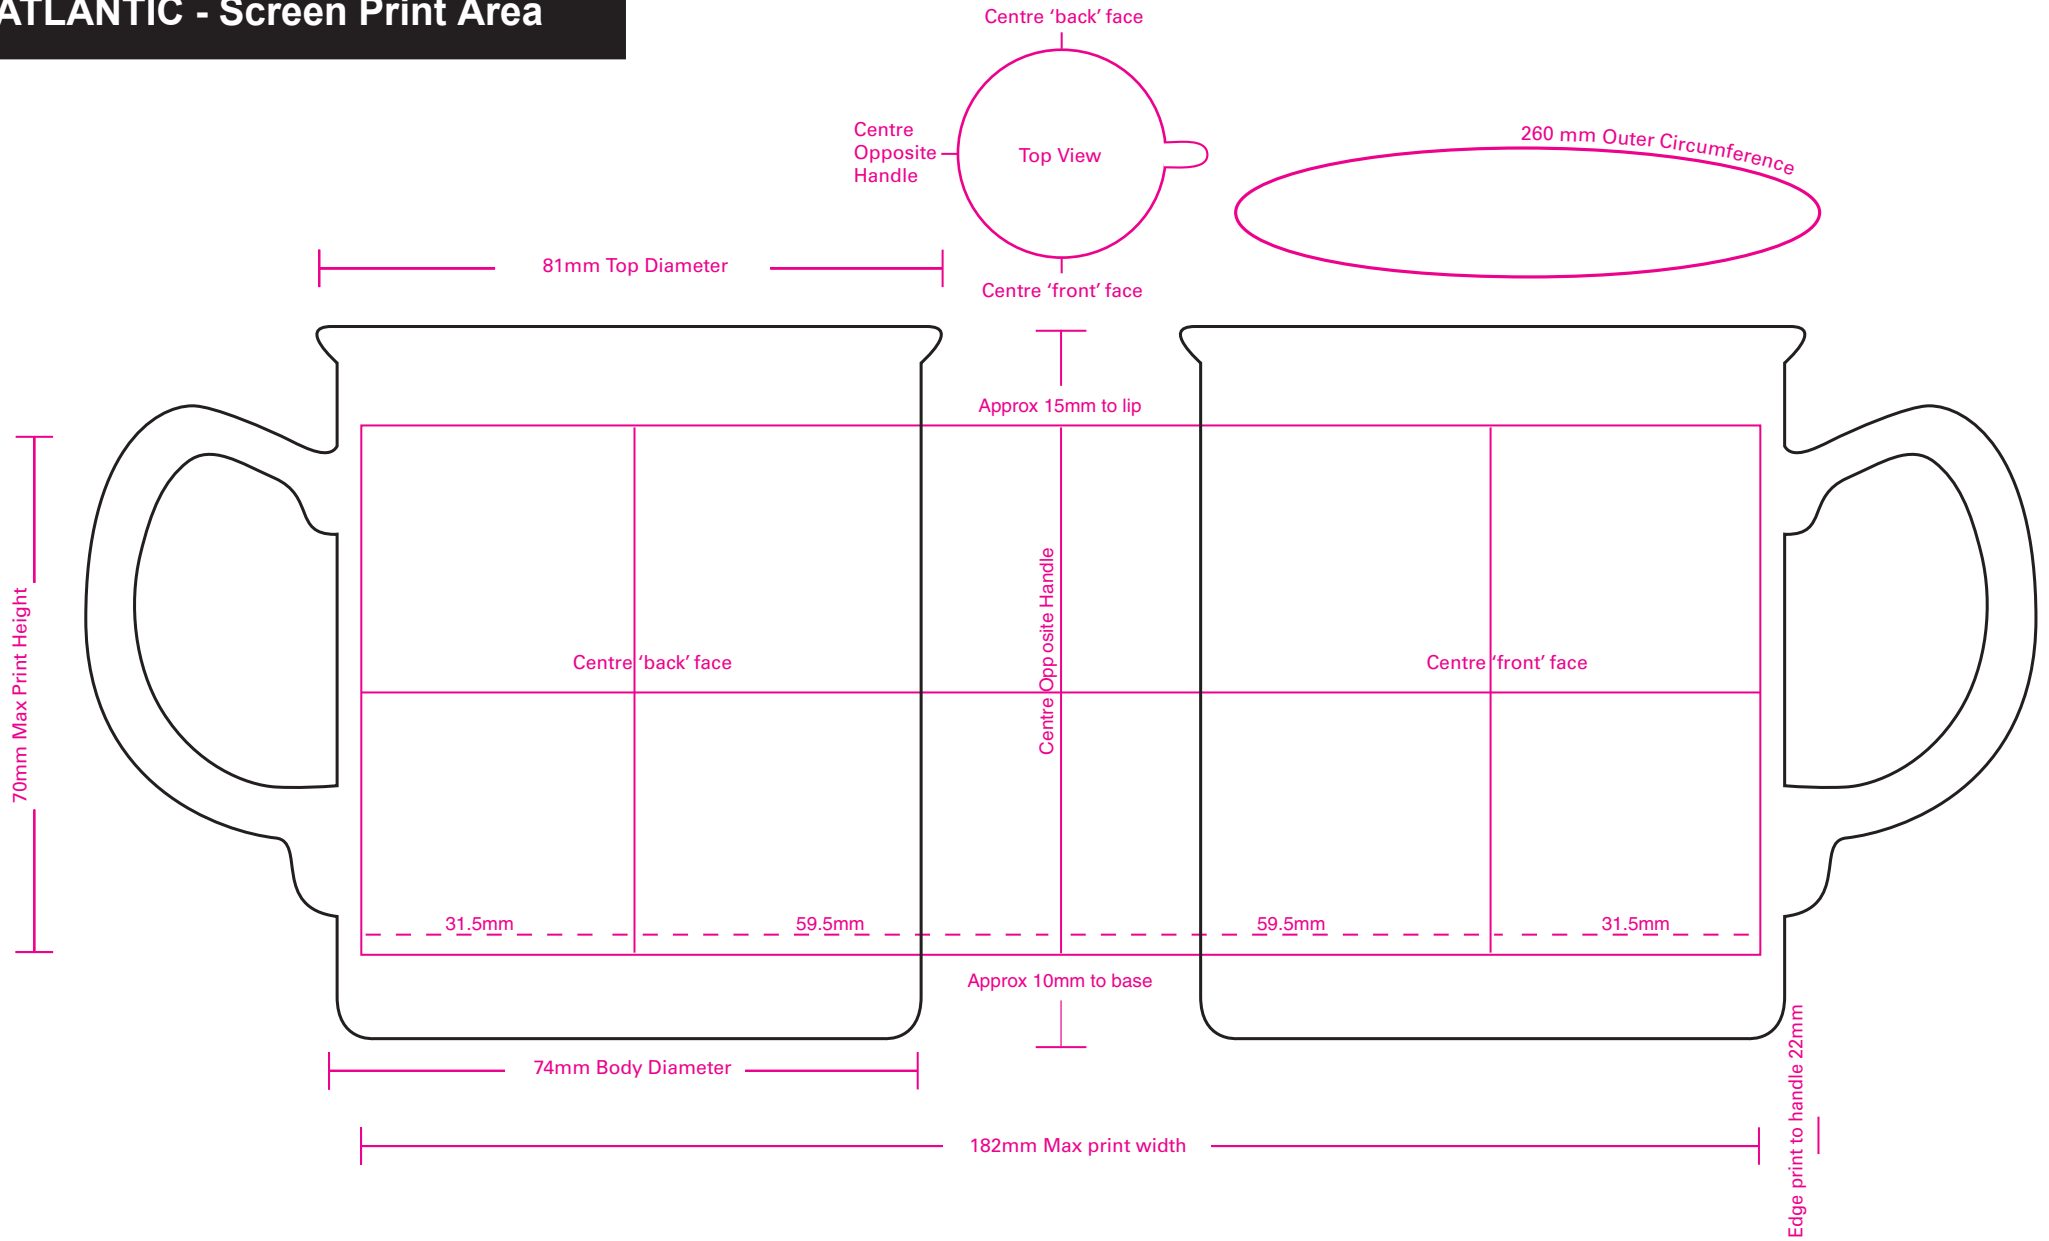 ATLANTIC - Screen Print Area
Centre ‘back’ face
Centre
Opposite
Handle
Top View
260 mm Outer Circumference
81mm Top Diameter
Centre ‘front’ face
Approx 15mm to lip
70mm Max Print Height
Centre Opposite Handle
Centre ‘back’ face
Centre ‘front’ face
31.5mm
59.5mm
59.5mm
31.5mm
Approx 10mm to base
74mm Body Diameter
Edge print to handle 22mm
182mm Max print width